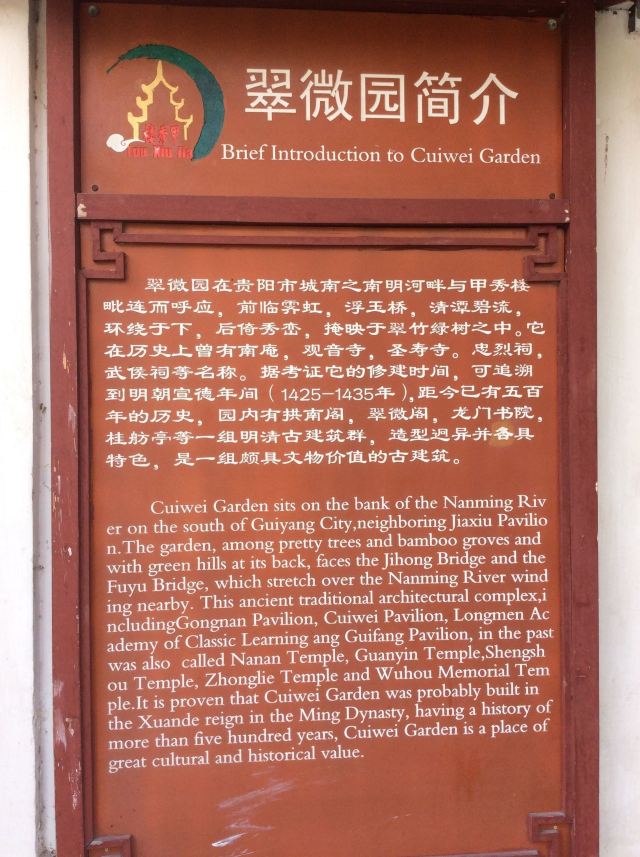 翠微园简介
Brief Introduction to Cuiwei Garden
翠微园在贵阳市城南之南明河畔与甲秀楼
毗连而呼应，前临霁虹，浮玉桥，清潭碧流，
环绕于下，后倚秀峦，掩映于翠竹绿树之中。它
在历史上曾有南庵，观音寺，圣寿寺。忠烈祠，
武侯祠等名称。据考证它的修建时间，可追溯
到明朝宣德年间（1425—1435年），距今已有五百
年的历史，园内有拱南阁，翠微阁，龙门书院，
桂舫亭等一组明清古建筑群，造型迥异并各具
特色，是一组颇具文物价值的古建筑。
Cuiwei Garden sits on the bank of the Nanming Riv
er on the south of Guiyang City,neighboring Jiaxiu Pavilio
n.The garden, among pretty trees and bamboo groves and
with green hills at its back, faces the Jihong Bridge and the
Fuyu Bridge, which stretch over the Nanming River wind
ing nearby. This ancient traditional architectural complex,i
ncludingGongnan Pavilion, Cuiwei Pavilion, Longmen Ac
ademy of Classic Learning ang Guifang Pavilion, in the past
was also called Nanan Temple, Guanyin Temple,Shengsh
ou Temple, Zhonglie Temple and Wuhou Memorial Tem
ple.It is proven that Cuiwei Garden was probably built in
the Xuande reign in the Ming Dynasty, having a history of
more than five hundred years, Cuiwei Garden is a place of
great cultural and historical value.